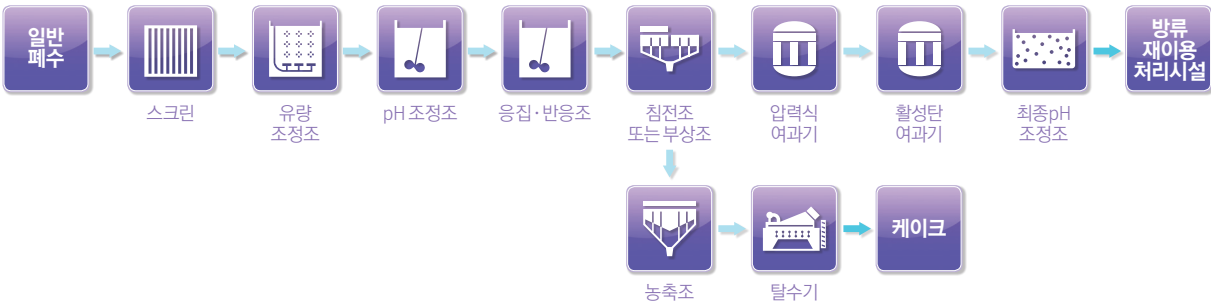 일반
폐수
방류
재이용
처리시설
스크린
유량
조정조
pH 조정조
응집·반응조
침전조
또는 부상조
압력식
여과기
활성탄
여과기
최종pH
조정조
케이크
농축조
탈수기